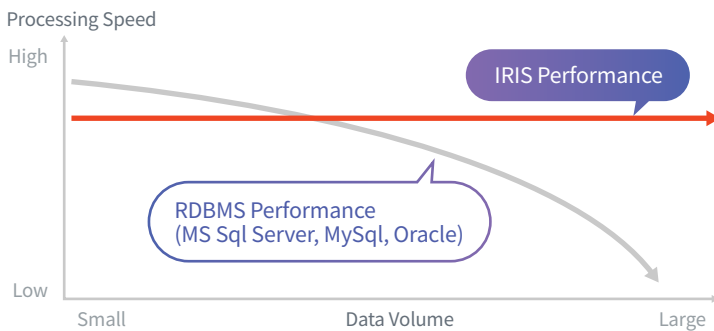 Processing Speed
High
IRIS Performance
RDBMS Performance
(MS Sql Server, MySql, Oracle)
Low
Small
Data Volume
Large